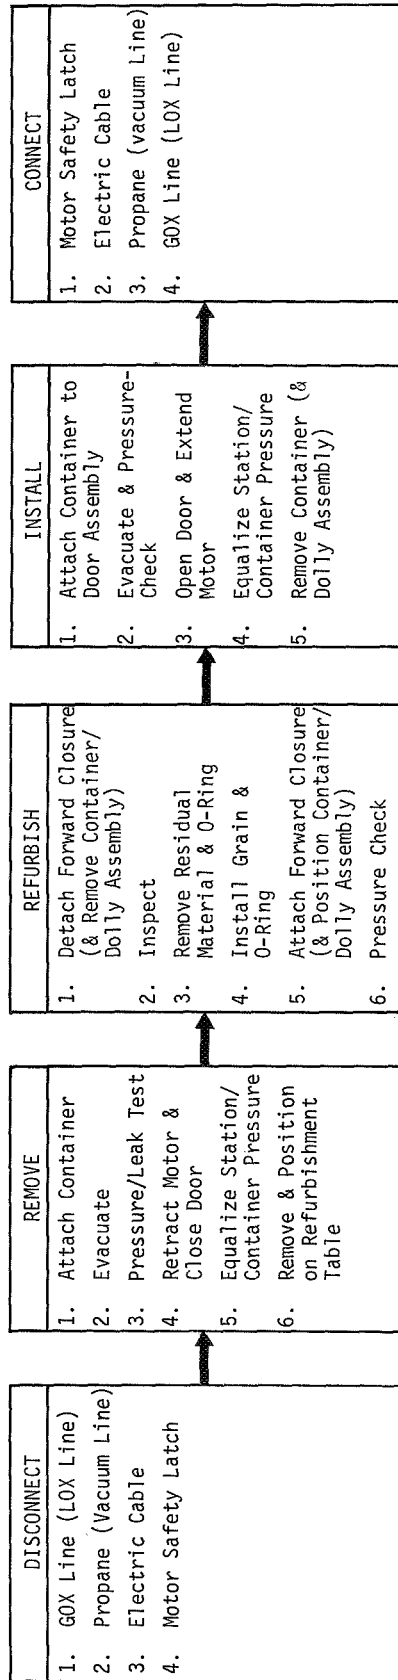 DISCONNECT
1. GOX Line (LOX Line)
2. Propane (Vacuum Line)
3. Electric Cable
4. Motor Safety Latch
REMOVE
1. Attach Container
2. Evacuate
3. Pressure/Leak Test
4. Retract Motor &
Close Door
5. Equalize Station/
Container Pressure
6. Remove & Position
on Refurbishment
Table
REFURBISH
1. Detach Forward Closure
(& Remove Container/
Dolly Assembly)
2. Inspect
3. Remove Residual
Material & O-Ring
4. Install Grain &
O-Ring
5. Attach Forward Closure
(& Position Container/
Dolly Assembly)
6. Pressure Check
INSTALL
1. Attach Container to
Door Assembly
2. Evacuate & Pressure-
Check
3. Open Door & Extend
Motor
4. Equalize Station/
Container Pressure
5. Remove Container (&
Dolly Assembly)
CONNECT
1. Motor Safety Latch
2. Electric Cable
3. Propane (vacuum Line)
4. GOX Line (LOX Line)